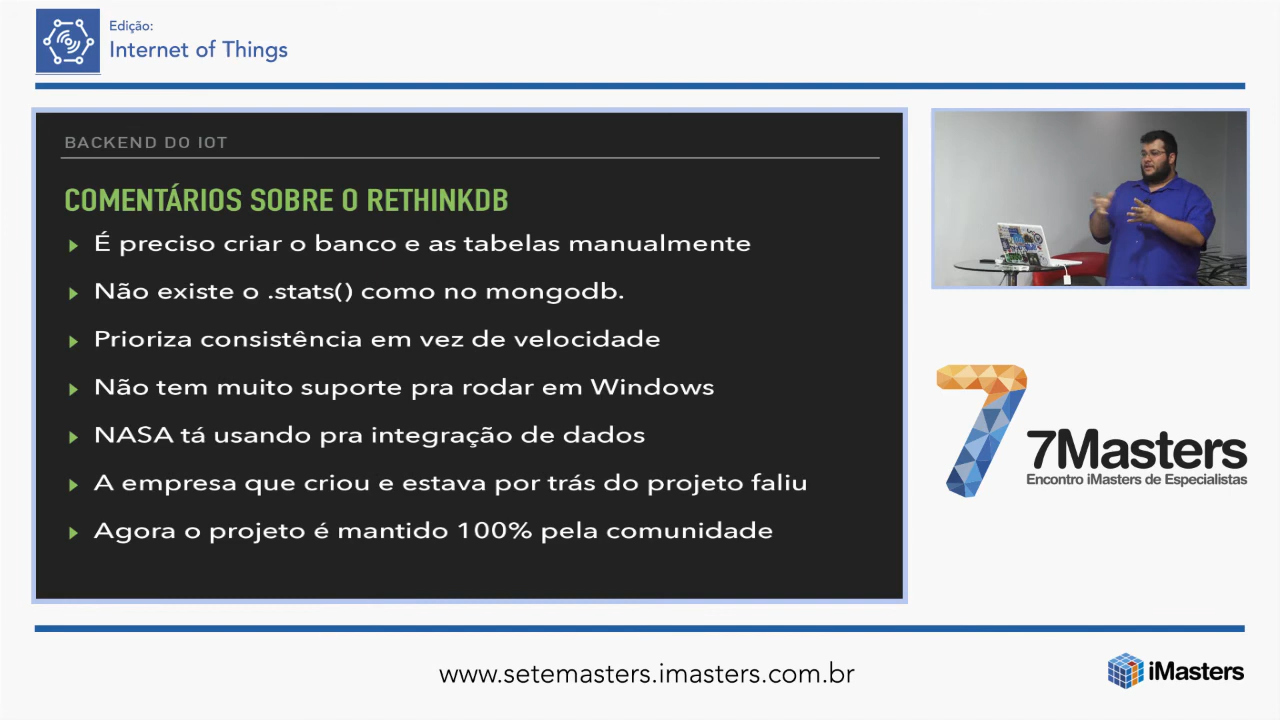 Edição:
Internet of Things
BACKEND DO IOT
COMENTÁRIOS SOBRE O RETHINKDB
É preciso criar o banco e as tabelas manualmente
Não existe o .stats() como no mongodb.
Prioriza consistência em vez de velocidade
Não tem muito suporte pra rodar em Windows
NASA tá usando pra integração de dados
A empresa que criou e estava por trás do projeto faliu
Agora o projeto é mantido 100% pela comunidade
7Masters
Encontro iMasters de Especialistas
www.setemasters.imasters.com.br
iMasters